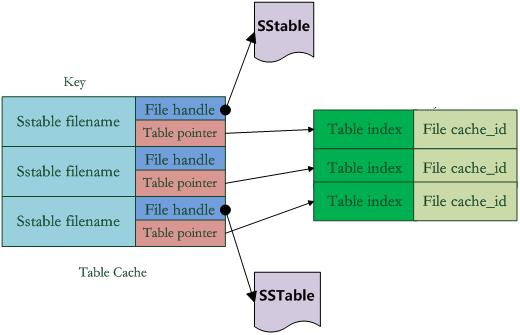 SStable
Key
Sstable filename
File handle
Table pointer
Sstable filename
File handle
Table pointer
Sstable filename
File handle
Table pointer
Table index File cache_id
Table index File cache_id
Table index File cache_id
Table Cache
SSTable